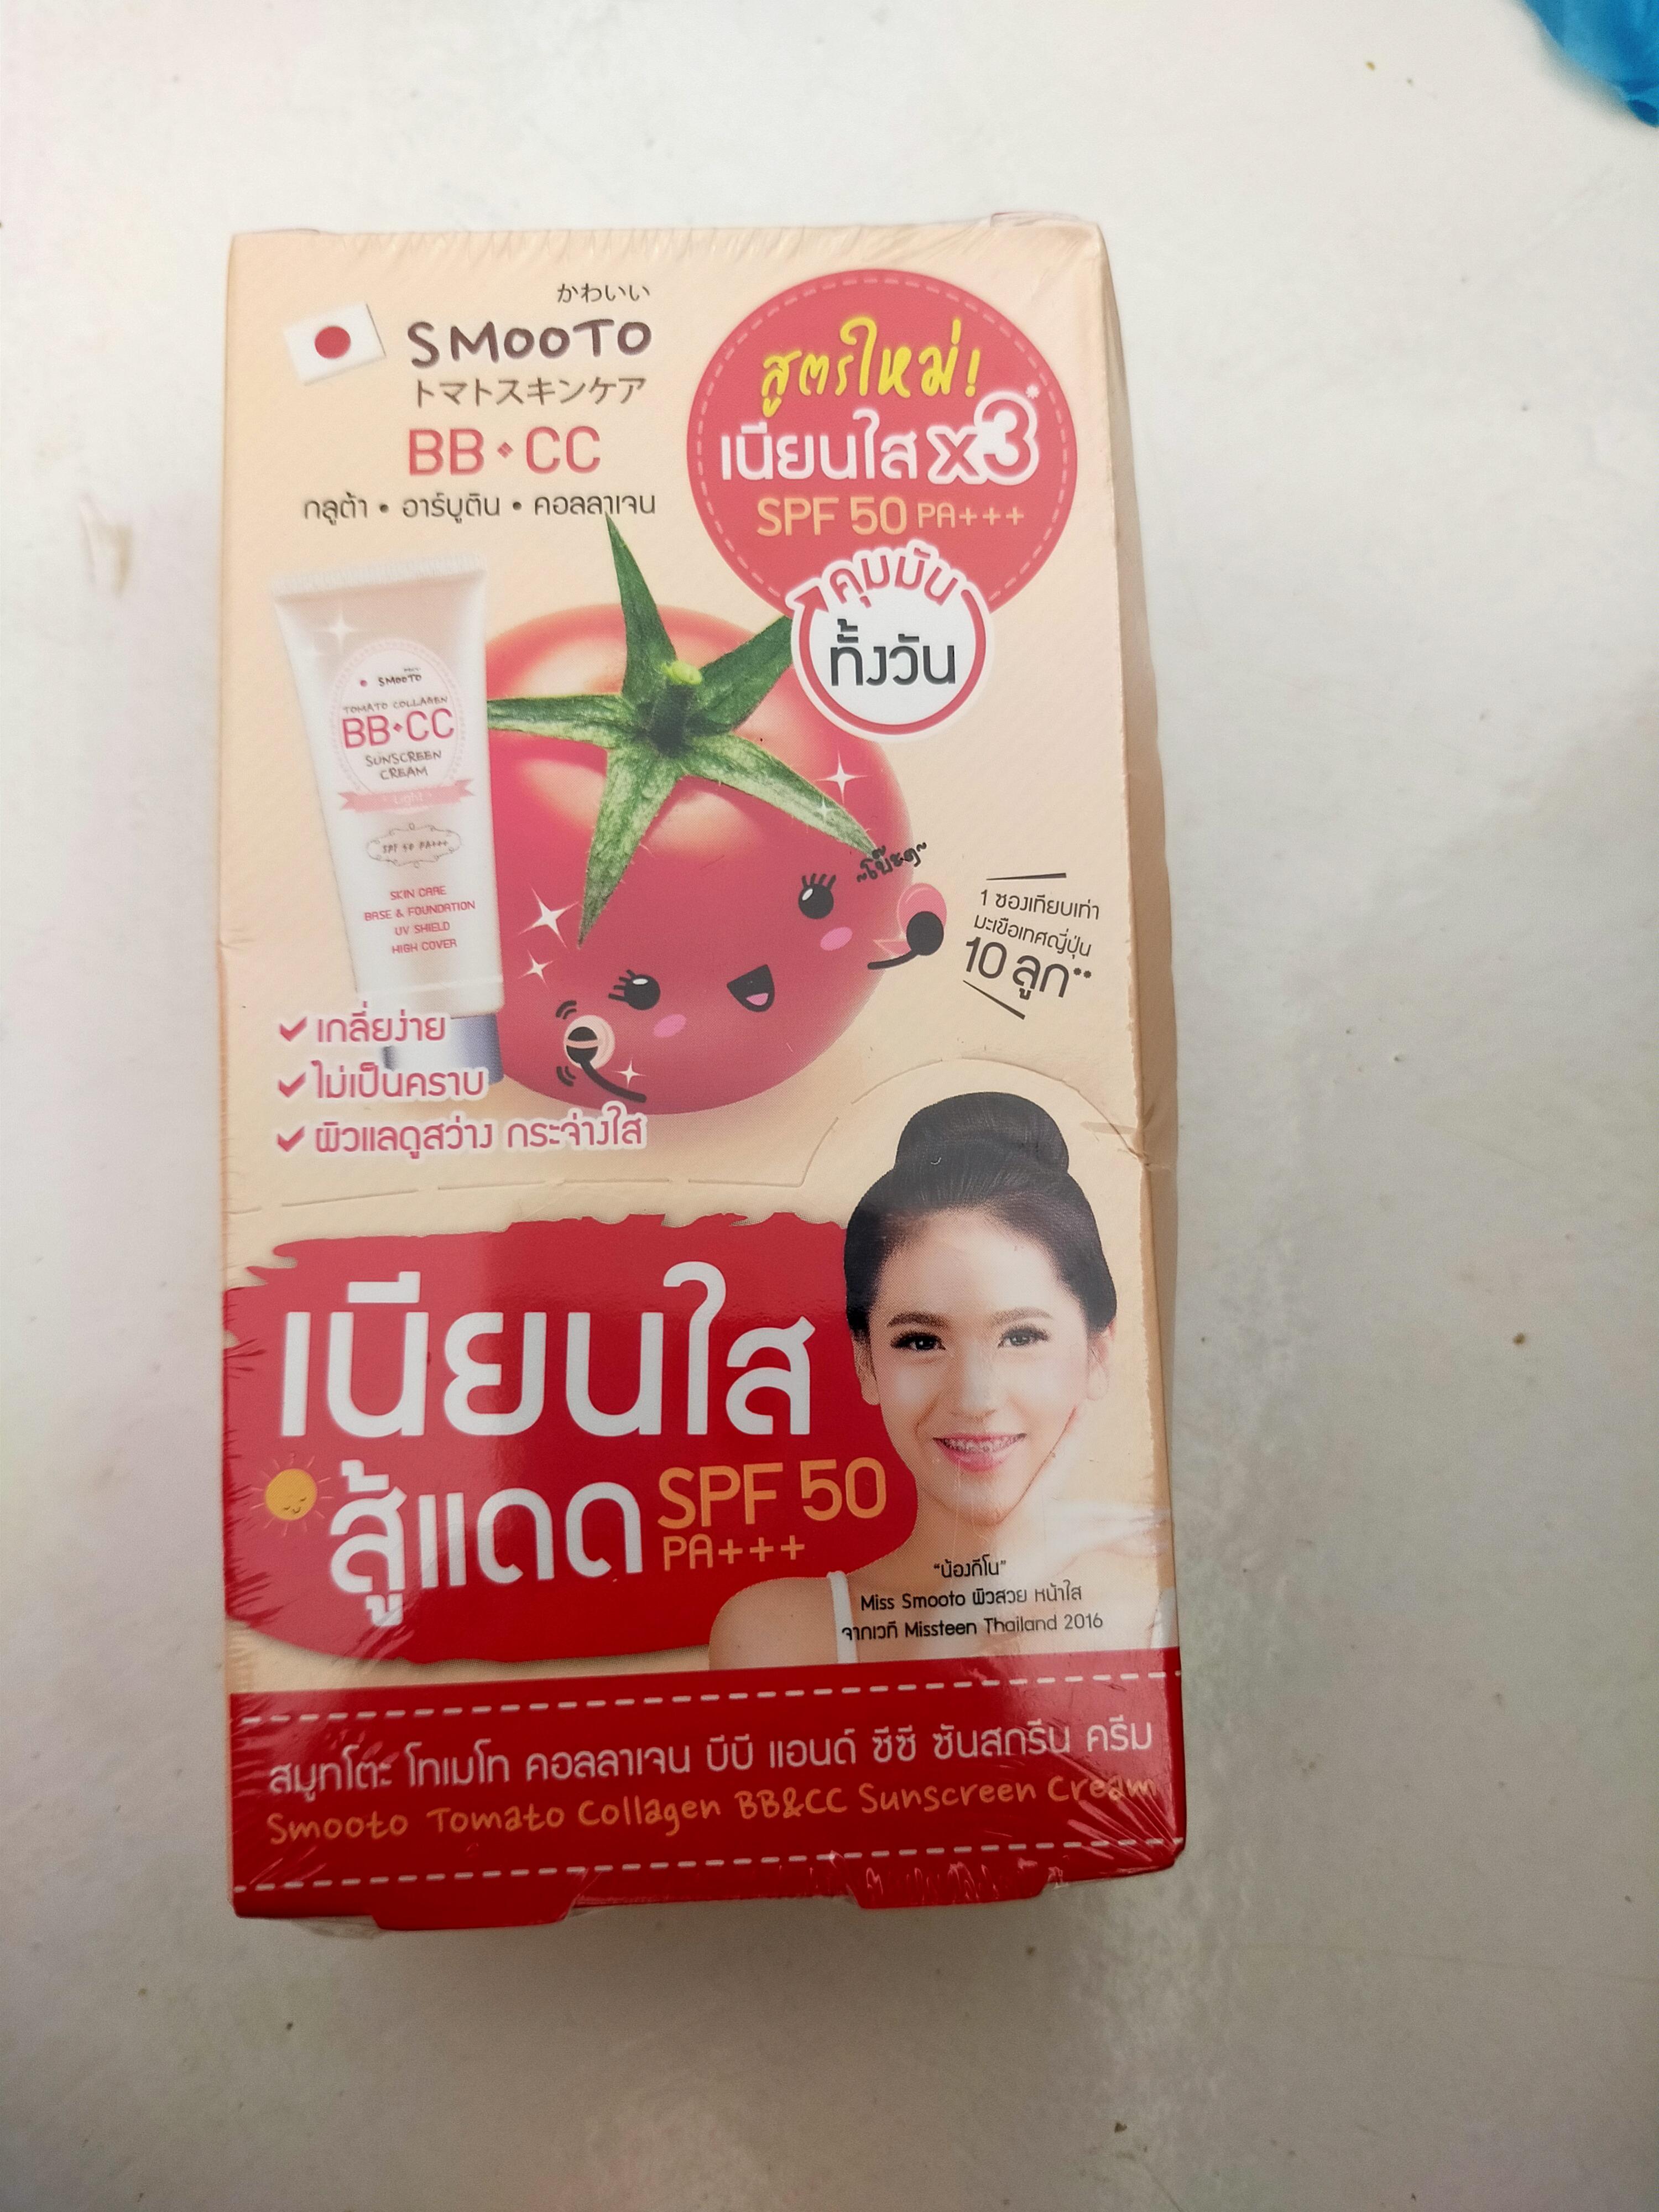 かわいい
SMooTO
トマトスキンケア
BB CC
กลูต้า • อาร์บูติน • คอลลาเจน
สูตรใหม่!
เนียนใส x3*
SPF 50 PA+++
คุมมัน
ทั้งวัน
SMooTO
TOMATO COLLAGEN
BB CC
SUNSCREEN
CREAM
Light
SPF 50 PA+++
SKIN CARE
BASE & FOUNDATION
UV SHIELD
HIGH COVER
~โบ๊ะๆ~
1 ซองเทียบเท่า
มะเขือเทศญี่ปุ่น
10 ลูก**
เกลี่ยง่าย
ไม่เป็นคราบ
ผิวแลดูสว่าง กระจ่างใส
เนียนใส
สู้แดด SPF 50
PA+++
"น้องกีโน"
Miss Smooto ผิวสวย หน้าใส
จากเวที Missteen Thailand 2016
สมูทโตะ โทเมโท คอลลาเจน บีบี แอนด์ ซีซี ซันสกรีน ครีม
Smooto Tomato Collagen BB&CC Sunscreen Cream